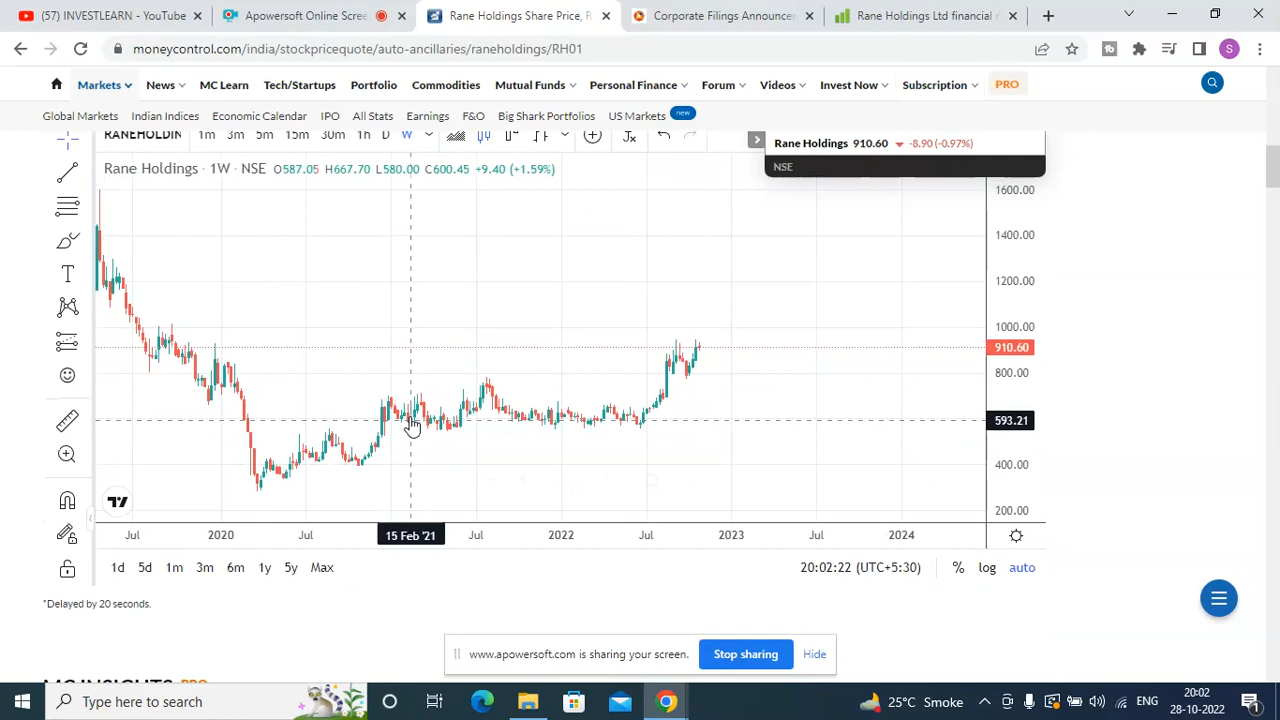 (57) INVESTLEARN - YouTube
Apowersoft Online Scree
Rane Holdings Share Price, R
Corporate Filings Announcer
Rane Holdings Ltd financial r
moneycontrol.com/india/stockpricequote/auto-ancillaries/raneholdings/RH01
S
Markets News MC Learn Tech/Startups Portfolio Commodities Mutual Funds Personal Finance Forum Videos Invest Now Subscription PRO
Global Markets Indian Indices Economic Calendar IPO All Stats Earnings F&O Big Shark Portfolios US Markets new
RANEHOLDIN 1m 3m 5m 15m 30m 1h D W
Rane Holdings 910.60 -8.90 (-0.97%)
NSE
Rane Holdings · 1W · NSE O587.05 H667.70 L580.00 C600.45 +9.40 (+1.59%)
1600.00
1400.00
1200.00
1000.00
910.60
800.00
593.21
400.00
200.00
Jul 2020 Jul 15 Feb '21 Jul 2022 Jul 2023 Jul 2024
1d 5d 1m 3m 6m 1y 5y Max
20:02:22 (UTC+5:30) % log auto
*Delayed by 20 seconds.
www.apowersoft.com is sharing your screen. Stop sharing Hide
MC INSIGHTS PRO
Type here to search
25°C Smoke
ENG
20:02
28-10-2022
1